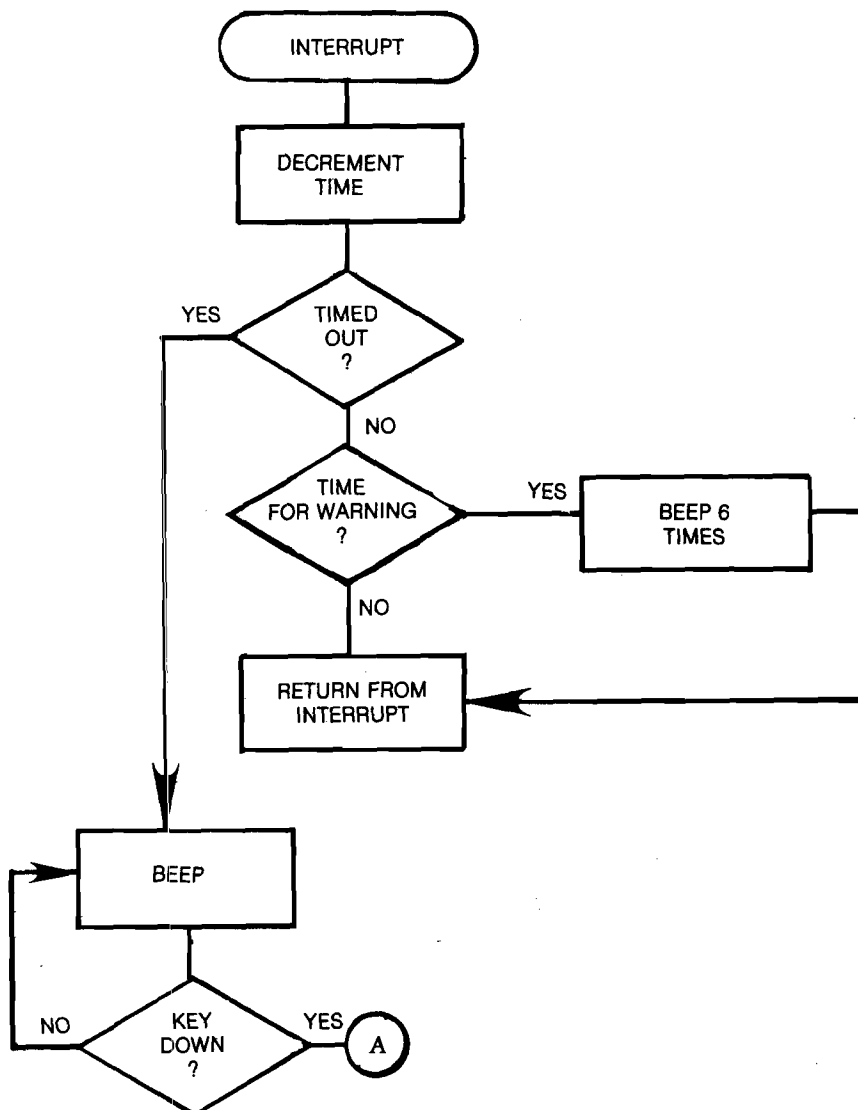 INTERRUPT
DECREMENT
TIME
YES
TIMED
OUT
?
NO
TIME
FOR WARNING
?
YES
BEEP 6
TIMES
NO
RETURN FROM
INTERRUPT
BEEP
NO
KEY
DOWN
?
YES
A